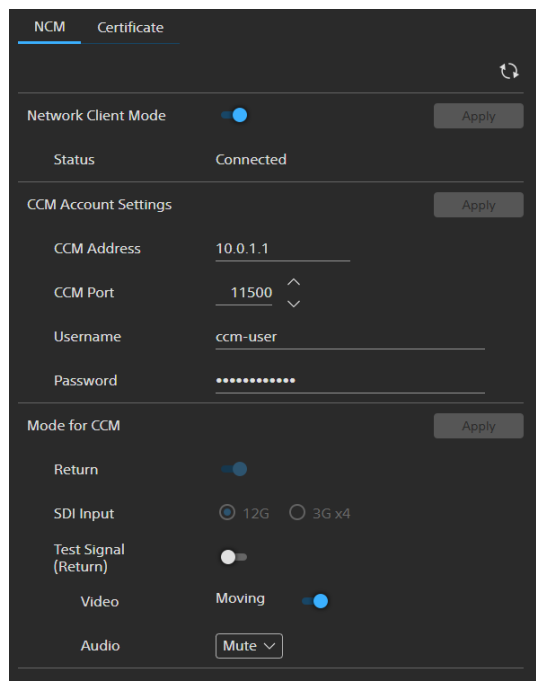 NCM Certificate
Network Client Mode Apply
Status Connected
CCM Account Settings Apply
CCM Address 10.0.1.1
CCM Port 11500
Username ccm-user
Password ••••••••••••
Mode for CCM Apply
Return
SDI Input 12G 3G x4
Test Signal
(Return)
Video Moving
Audio Mute